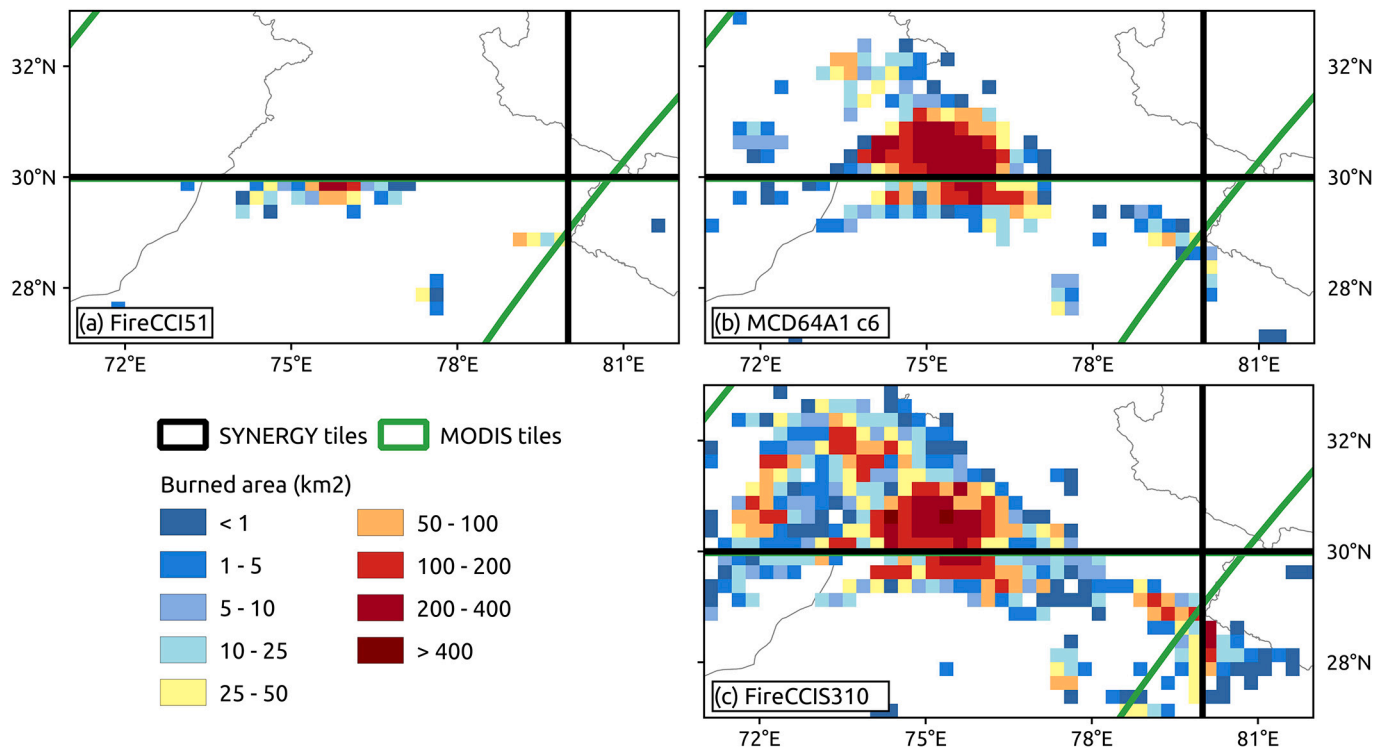 32°N
30°N
28°N
(a) FireCCI51
72°E
75°E
78°E
81°E
(b) MCD64A1 c6
32°N
30°N
28°N
72°E
75°E
78°E
81°E
SYNERGY tiles
MODIS tiles
Burned area (km2)
< 1
1 - 5
5 - 10
10 - 25
25 - 50
50 - 100
100 - 200
200 - 400
> 400
(c) FireCCIS310
32°N
30°N
28°N
72°E
75°E
78°E
81°E